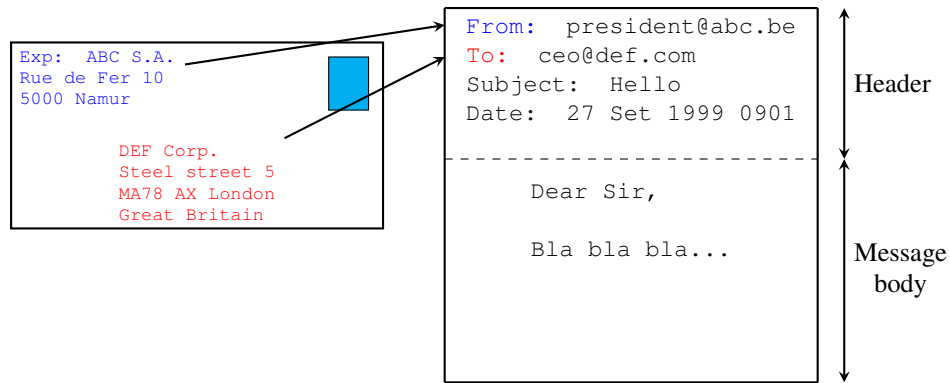 Exp: ABC S.A.
Rue de Fer 10
5000 Namur
DEF Corp.
Steel street 5
MA78 AX London
Great Britain
From: president@abc.be
To: ceo@def.com
Subject: Hello
Date: 27 Set 1999 0901
Dear Sir,
Bla bla bla...
Header
Message
body